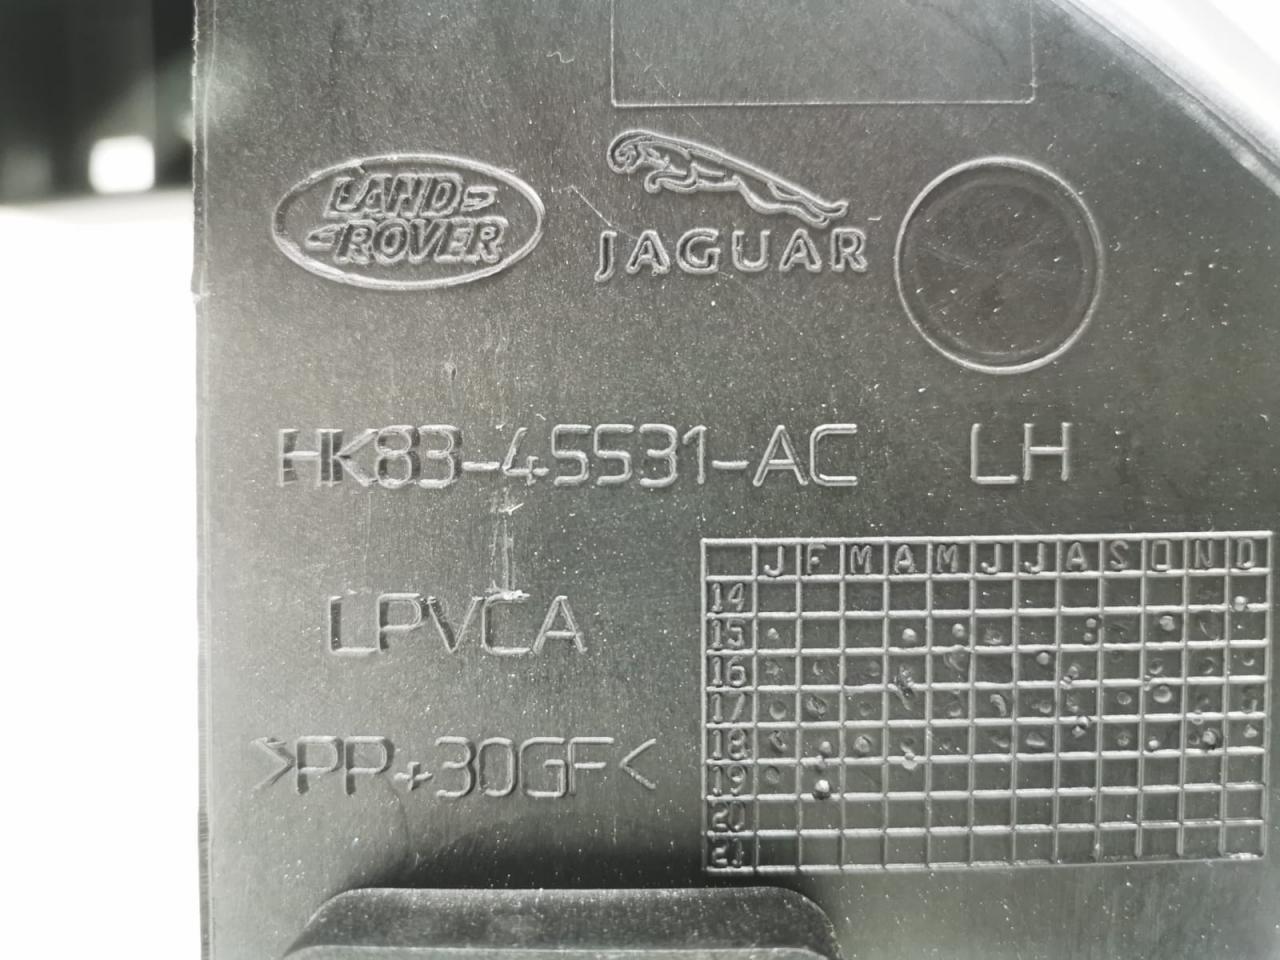 LAND
ROVER
JAGUAR
HK83-45531-AC LH
LPVCA
>PP+30GF<
J F M A M J J A S O N D
14
15
16
17
18
19
20
21